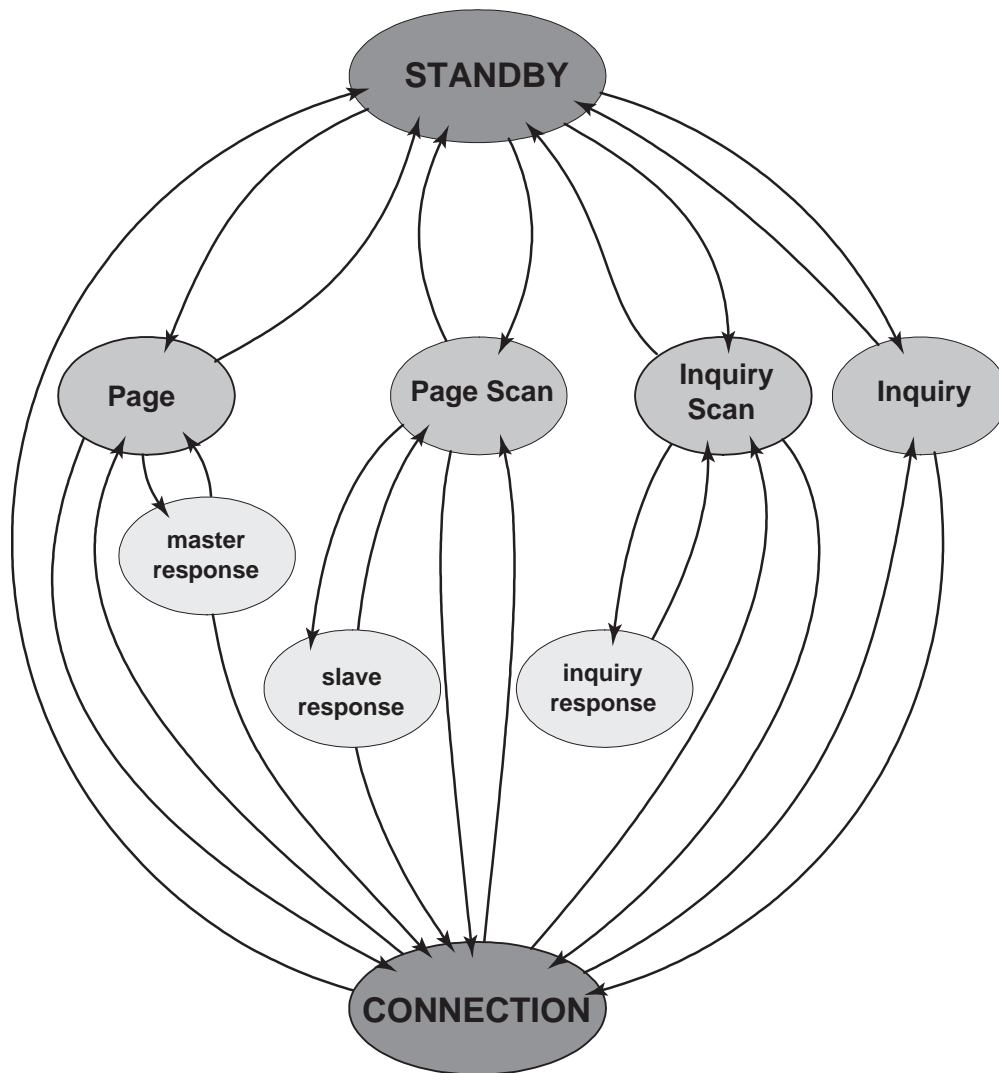 STANDBY
Page
Page Scan
Inquiry
Scan
Inquiry
master
response
slave
response
inquiry
response
CONNECTION